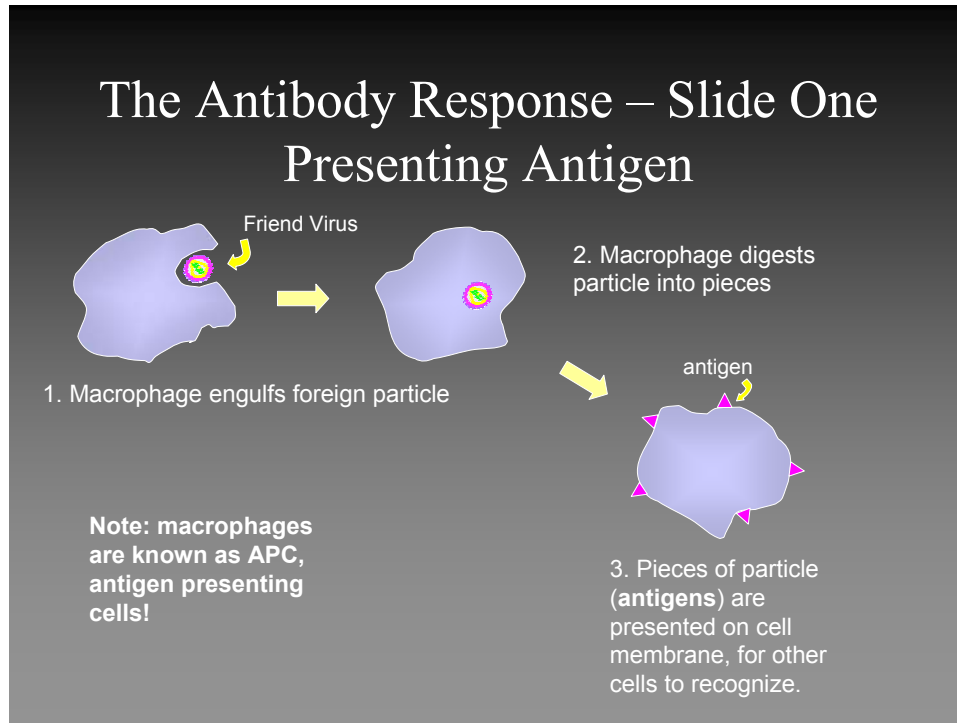 The Antibody Response – Slide One
Presenting Antigen
Friend Virus
2. Macrophage digests
particle into pieces
1. Macrophage engulfs foreign particle
antigen
Note: macrophages
are known as APC,
antigen presenting
cells!
3. Pieces of particle
(antigens) are
presented on cell
membrane, for other
cells to recognize.